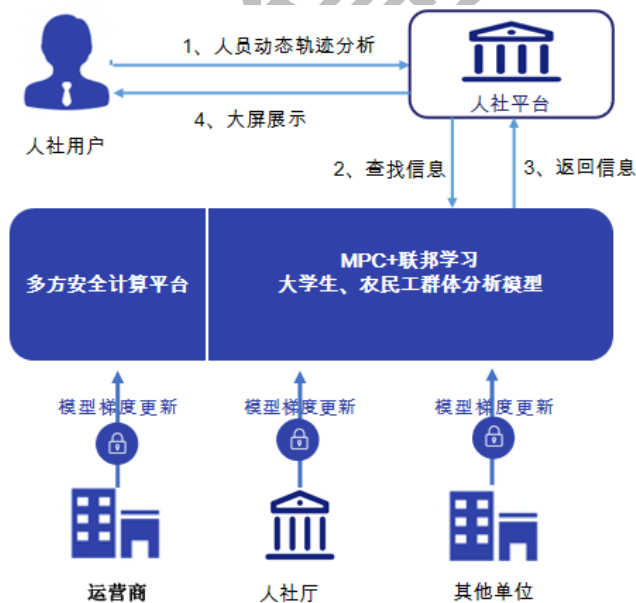 1、人员动态轨迹分析
人社平台
4、大屏展示
人社用户
2、查找信息
3、返回信息
多方安全计算平台
MPC+联邦学习
大学生、农民工群体分析模型
模型梯度更新
模型梯度更新
模型梯度更新
运营商
人社厅
其他单位